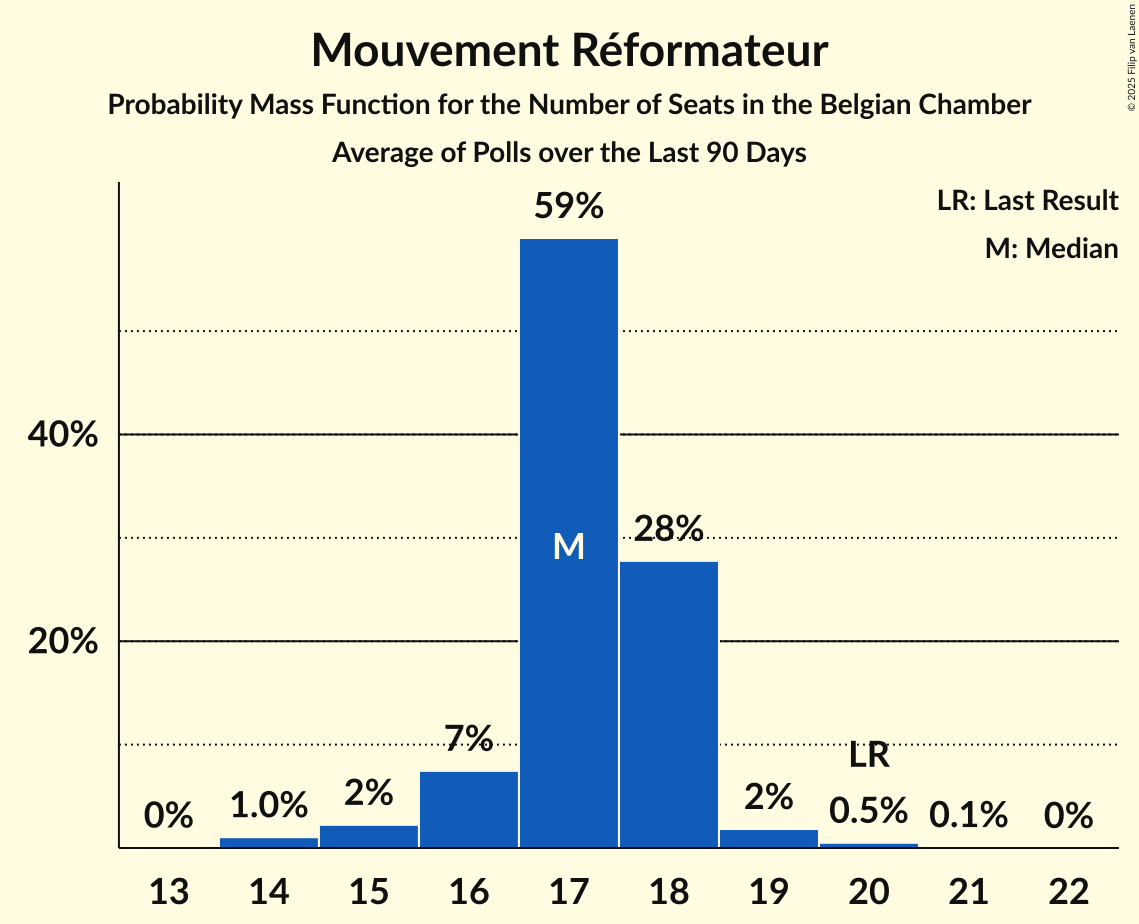 Mouvement Réformateur
Probability Mass Function for the Number of Seats in the Belgian Chamber
Average of Polls over the Last 90 Days
© 2025 Filip van Laenen
LR: Last Result
M: Median
59%
40%
28%
M
20%
7%
LR
0%
1.0%
2%
2%
0.5%
0.1%
0%
13 14 15 16 17 18 19 20 21 22